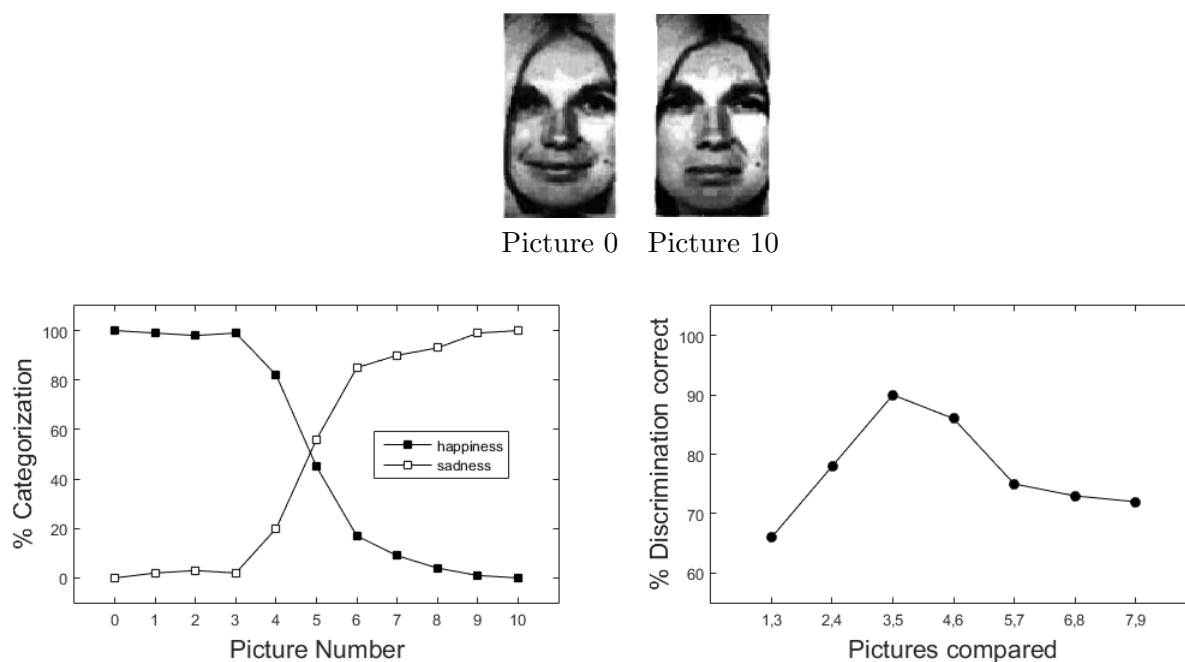 Picture 0
Picture 10
% Categorization
100
80
60
40
20
0
happiness
sadness
0 1 2 3 4 5 6 7 8 9 10
Picture Number
% Discrimination correct
100
90
80
70
60
1,3 2,4 3,5 4,6 5,7 6,8 7,9
Pictures compared